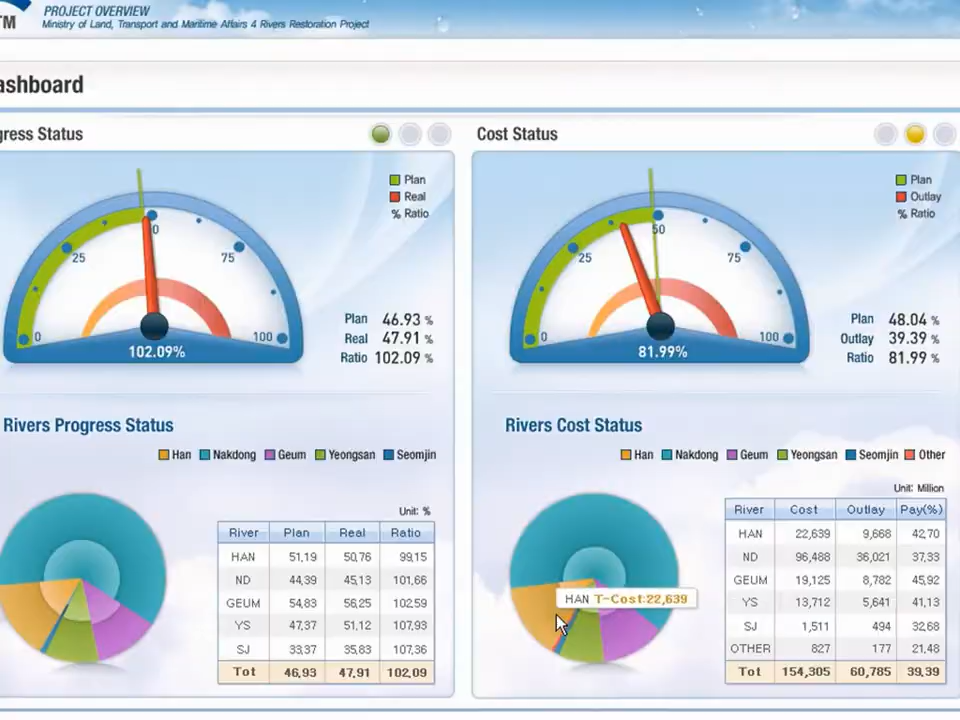 TM
PROJECT OVERVIEW
Ministry of Land, Transport and Maritime Affairs 4 Rivers Restoration Project
ashboard
gress Status
Cost Status
Plan
Real
% Ratio
0
25
75
0
100
102.09%
Plan 46.93 %
Real 47.91 %
Ratio 102.09 %
Plan
Outlay
% Ratio
50
25
75
0
100
81.99%
Plan 48.04 %
Outlay 39.39 %
Ratio 81.99 %
Rivers Progress Status
Han Nakdong Geum Yeongsan Seomjin
Unit: %
River Plan Real Ratio
HAN 51,19 50,76 99,15
ND 44,39 45,13 101,66
GEUM 54,83 56,25 102,59
YS 47,37 51,12 107,93
SJ 33,37 35,83 107,36
Tot 46,93 47,91 102,09
Rivers Cost Status
Han Nakdong Geum Yeongsan Seomjin Other
Unit: Million
River Cost Outlay Pay(%)
HAN 22,639 9,668 42,70
ND 96,488 36,021 37,33
GEUM 19,125 8,782 45,92
YS 13,712 5,641 41,13
SJ 1,511 494 32,68
OTHER 827 177 21,48
Tot 154,305 60,785 39,39
HAN T-Cost:22,639